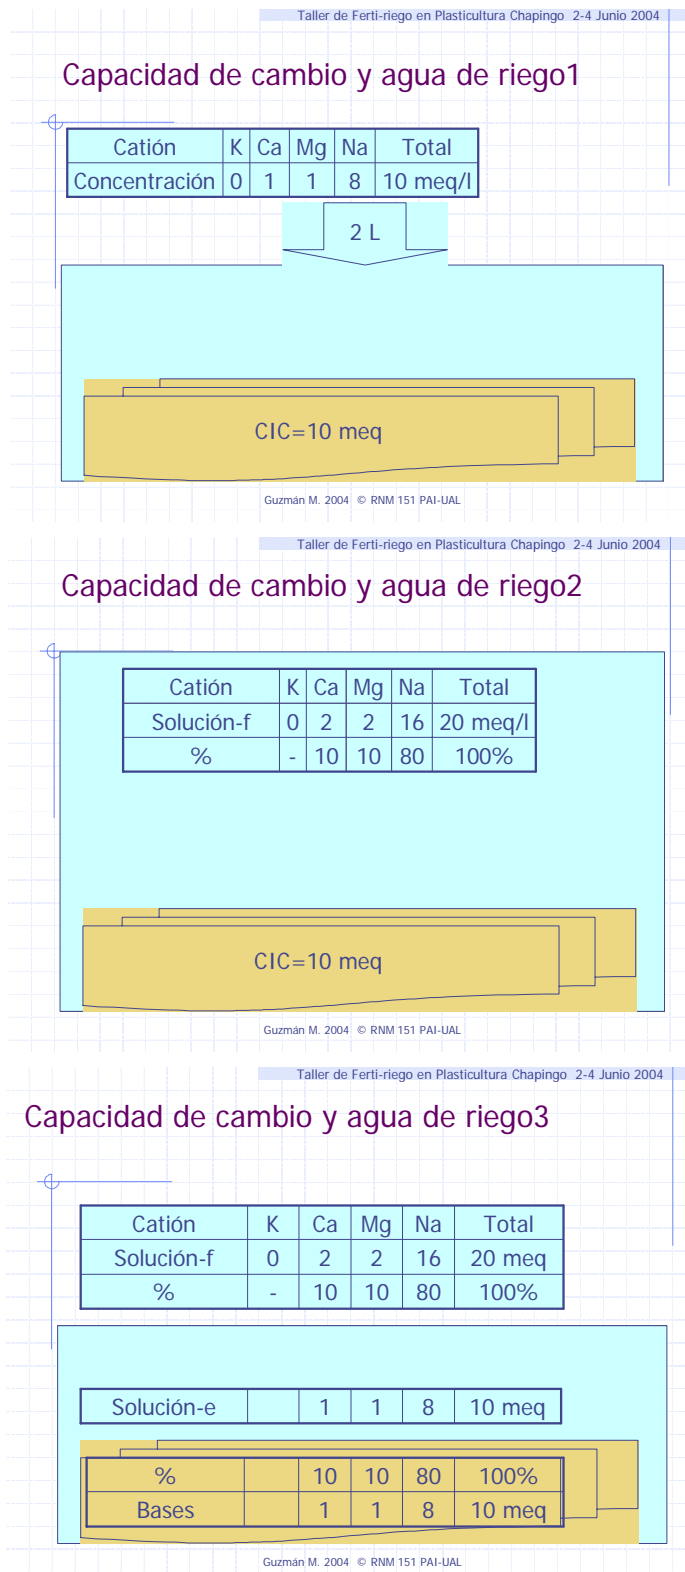 Taller de Ferti-riego en Plasticultura Chapingo 2-4 Junio 2004
Capacidad de cambio y agua de riego1
Catión K Ca Mg Na Total
Concentración 0 1 1 8 10 meq/l
2 L
CIC=10 meq
Guzmán M. 2004 © RNM 151 PAI-UAL
Taller de Ferti-riego en Plasticultura Chapingo 2-4 Junio 2004
Capacidad de cambio y agua de riego2
Catión K Ca Mg Na Total
Solución-f 0 2 2 16 20 meq/l
% - 10 10 80 100%
CIC=10 meq
Guzmán M. 2004 © RNM 151 PAI-UAL
Taller de Ferti-riego en Plasticultura Chapingo 2-4 Junio 2004
Capacidad de cambio y agua de riego3
Catión K Ca Mg Na Total
Solución-f 0 2 2 16 20 meq
% - 10 10 80 100%
Solución-e 1 1 8 10 meq
% 10 10 80 100%
Bases 1 1 8 10 meq
Guzmán M. 2004 © RNM 151 PAI-UAL